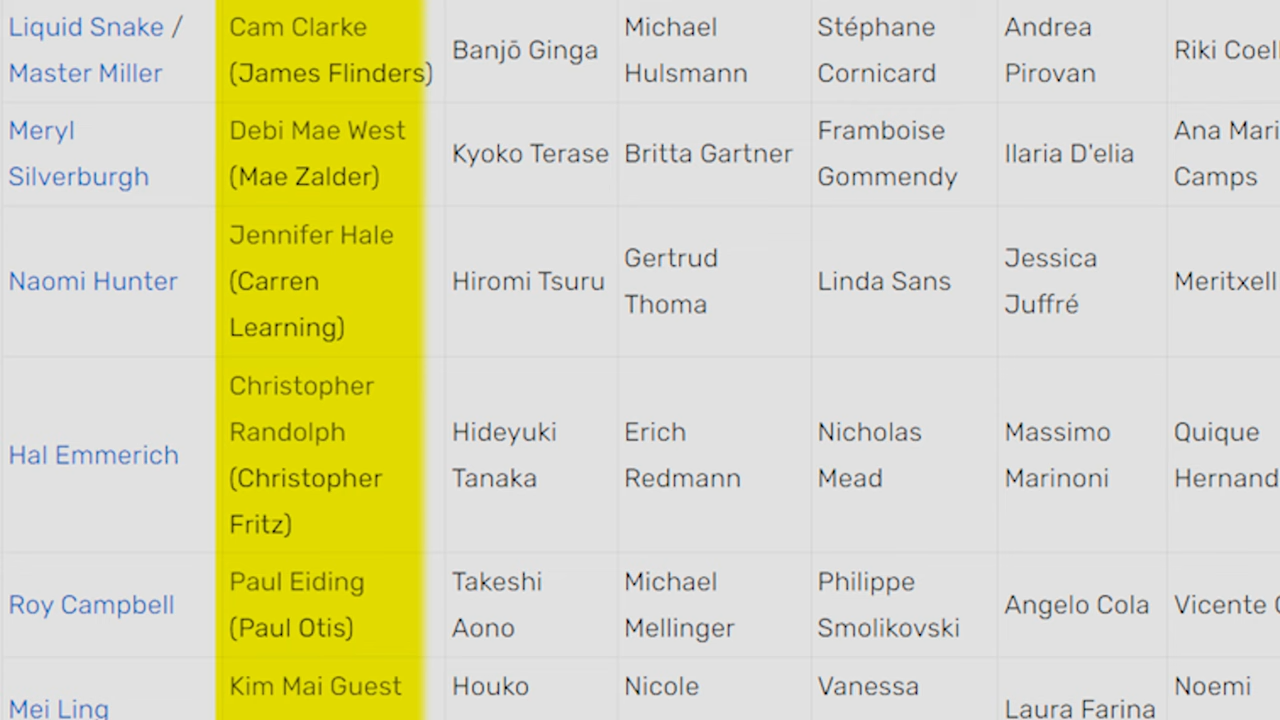 Liquid Snake /
Master Miller
Cam Clarke
(James Flinders)
Banjō Ginga
Michael
Hulsmann
Stéphane
Cornicard
Andrea
Pirovan
Riki
Meryl
Silverburgh
Debi Mae West
(Mae Zalder)
Kyoko Terase
Britta Gartner
Framboise
Gommendy
Ilaria D'elia
Ana
Camps
Naomi Hunter
Jennifer Hale
(Carren
Learning)
Hiromi Tsuru
Gertrud
Thoma
Linda Sans
Jessica
Juffré
Meritxell
Hal Emmerich
Christopher
Randolph
(Christopher
Fritz)
Hideyuki
Tanaka
Erich
Redmann
Nicholas
Mead
Massimo
Marinoni
Quique
Roy Campbell
Paul Eiding
(Paul Otis)
Takeshi
Aono
Michael
Mellinger
Philippe
Smolikovski
Angelo Cola
Vicente
Mei Ling
Kim Mai Guest
Houko
Nicole
Vanessa
Laura Farina
Noemi